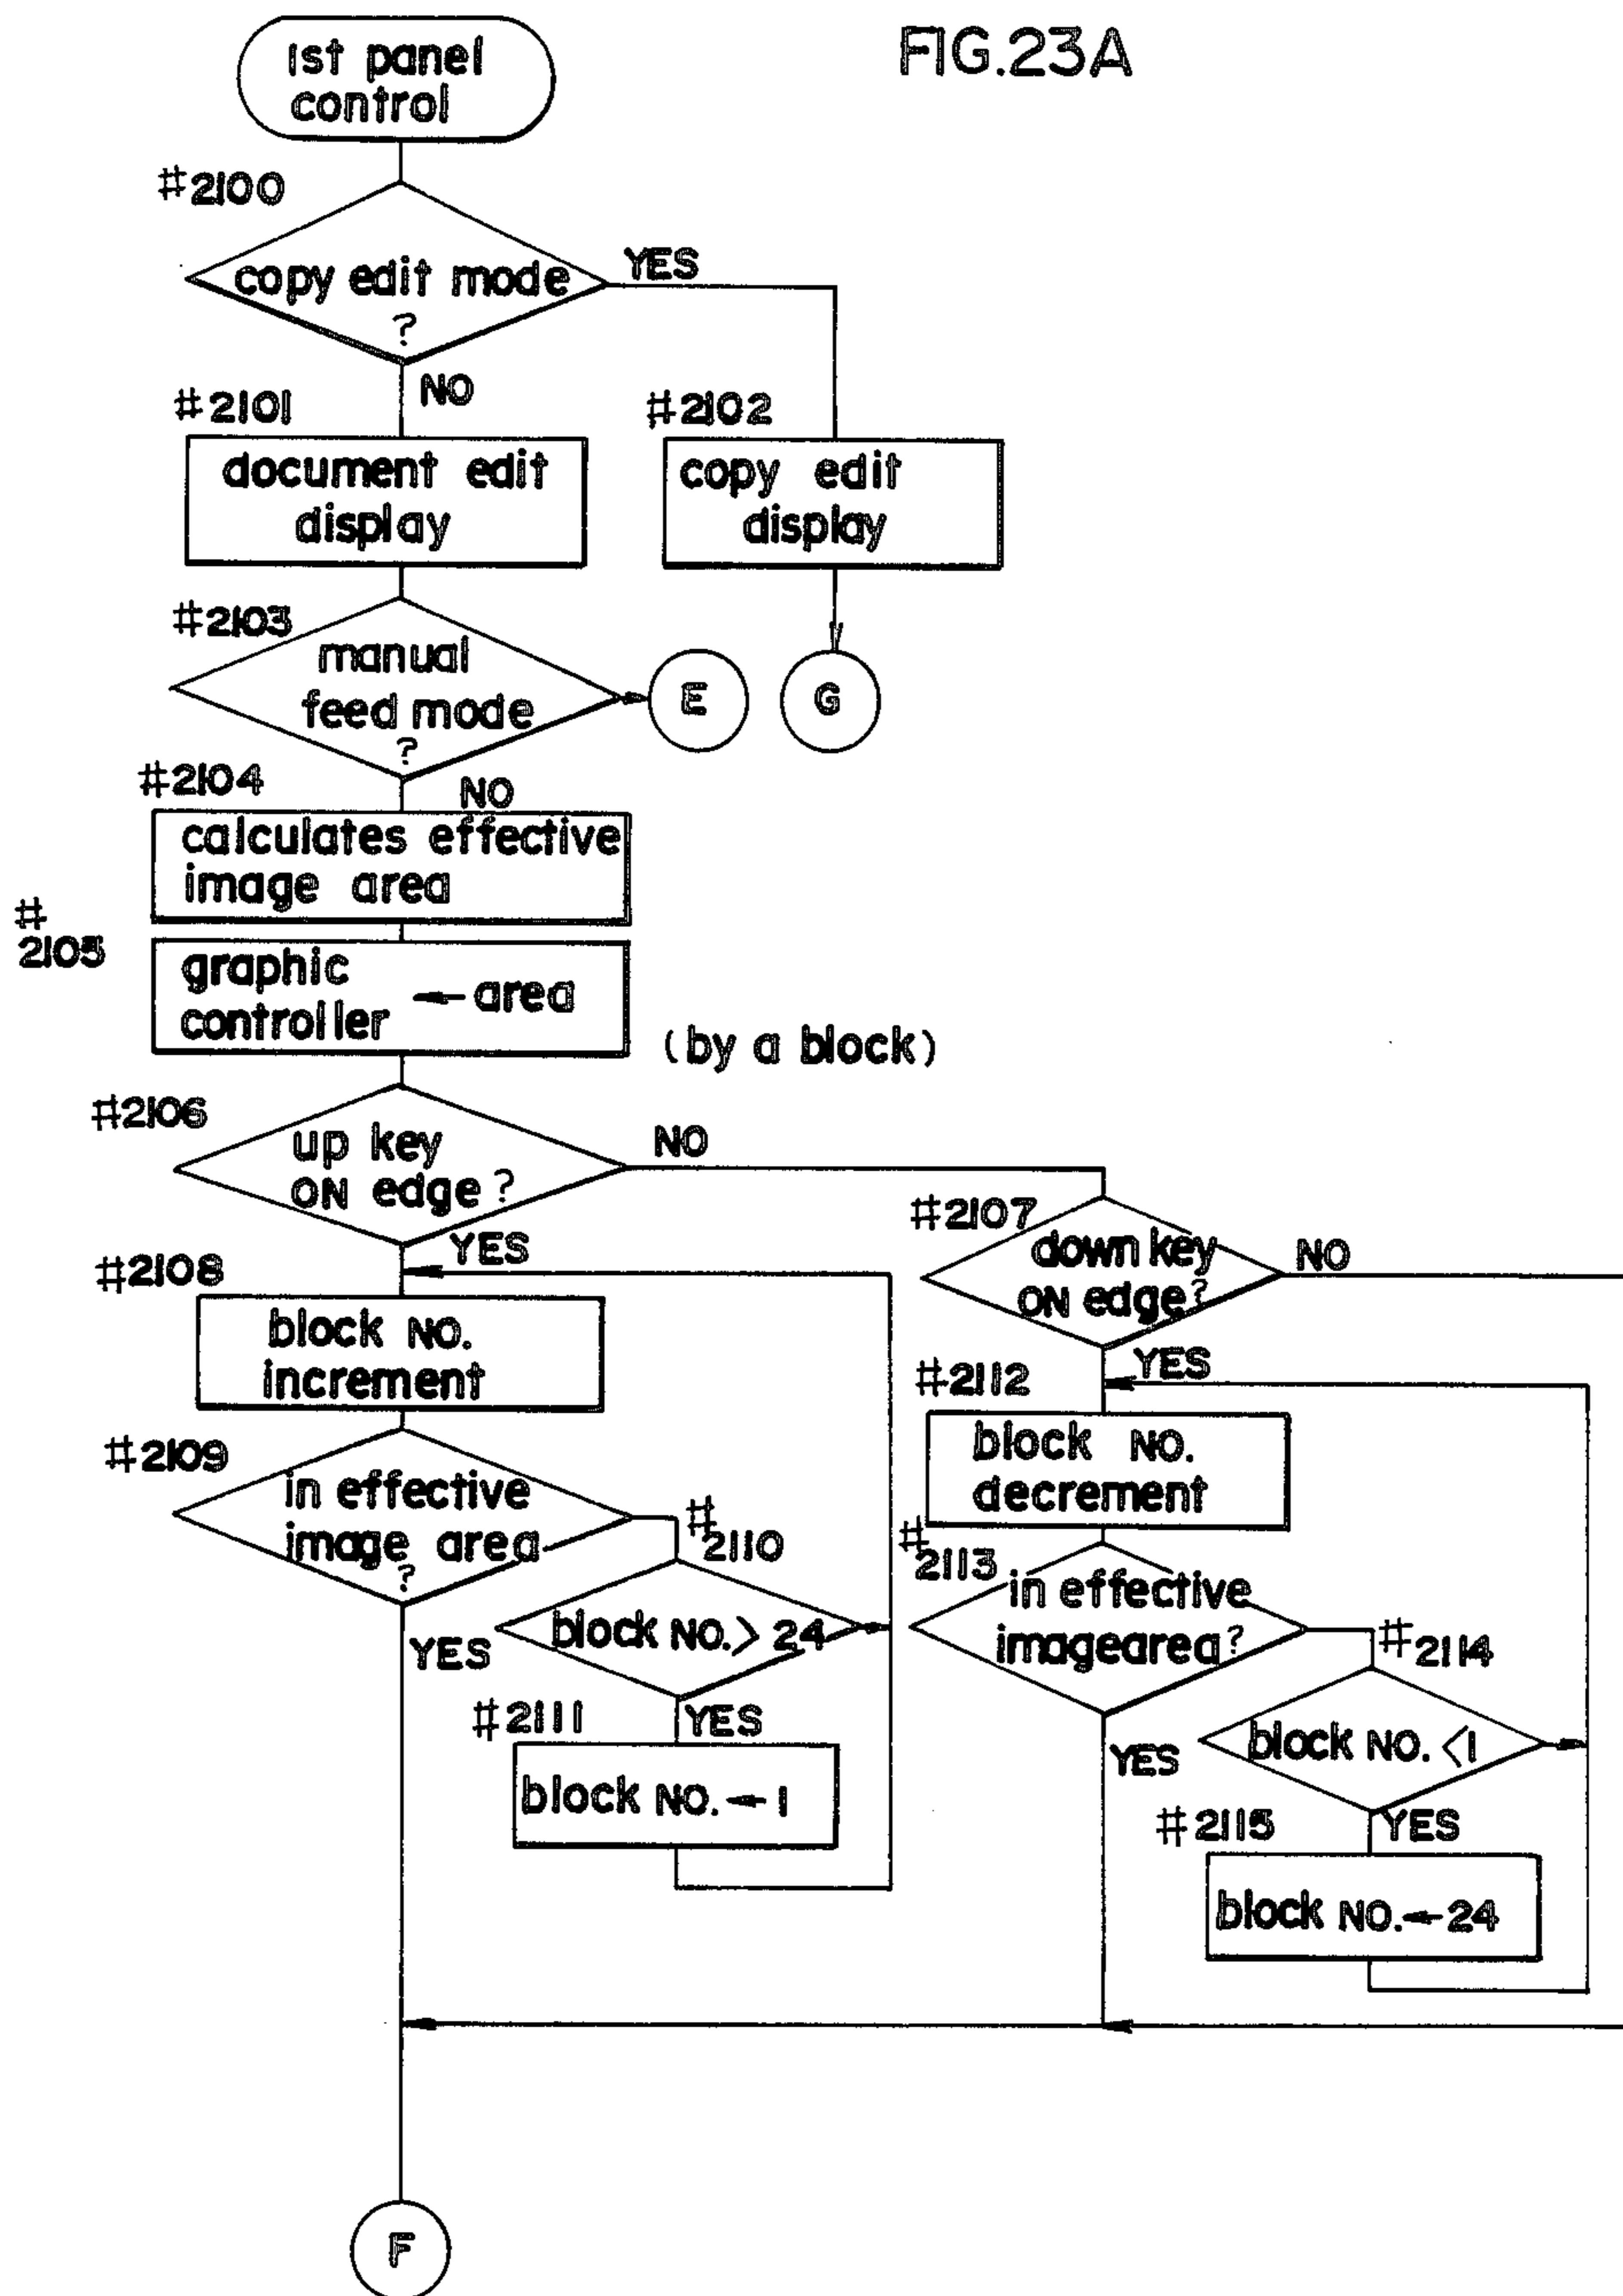 FIG.23A
1st panel
control
#2100
copy edit mode
?
YES
NO
#2101
document edit
display
#2102
copy edit
display
#2103
manual
feed mode
?
E
G
#2104
NO
calculates effective
image area
#
2105
graphic
controller ← area
(by a block)
#2106
up key
ON edge ?
NO
YES
#2107
down key
ON edge?
NO
YES
#2108
block NO.
increment
#2109
in effective
image area
?
YES
#
2110
block NO. > 24
YES
#2111
block NO. ← 1
#2112
block NO.
decrement
#
2113
in effective
imagearea?
YES
#2114
block NO. <1
YES
#2115
block NO. ← 24
F